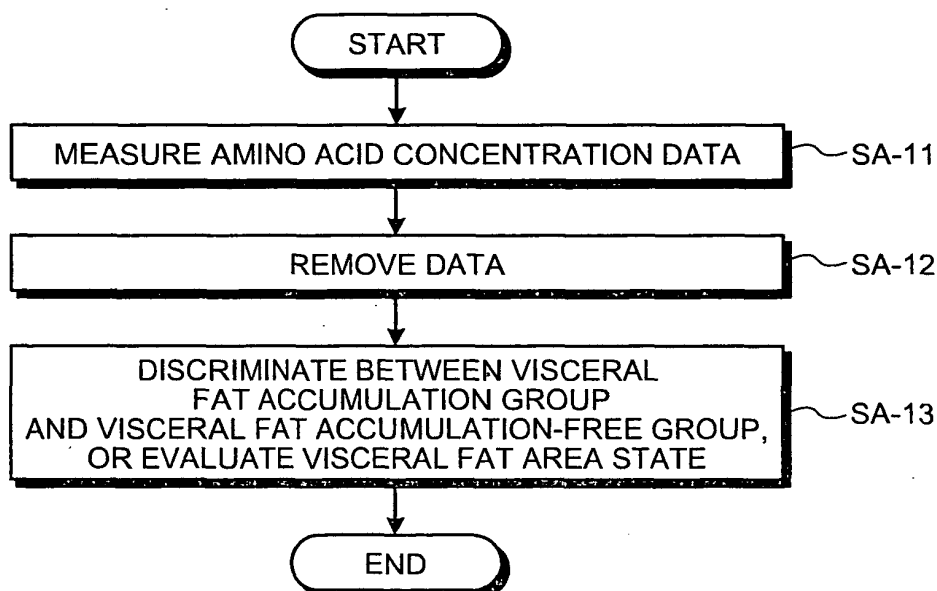 START
MEASURE AMINO ACID CONCENTRATION DATA
SA-11
REMOVE DATA
SA-12
DISCRIMINATE BETWEEN VISCERAL
FAT ACCUMULATION GROUP
AND VISCERAL FAT ACCUMULATION-FREE GROUP,
OR EVALUATE VISCERAL FAT AREA STATE
SA-13
END